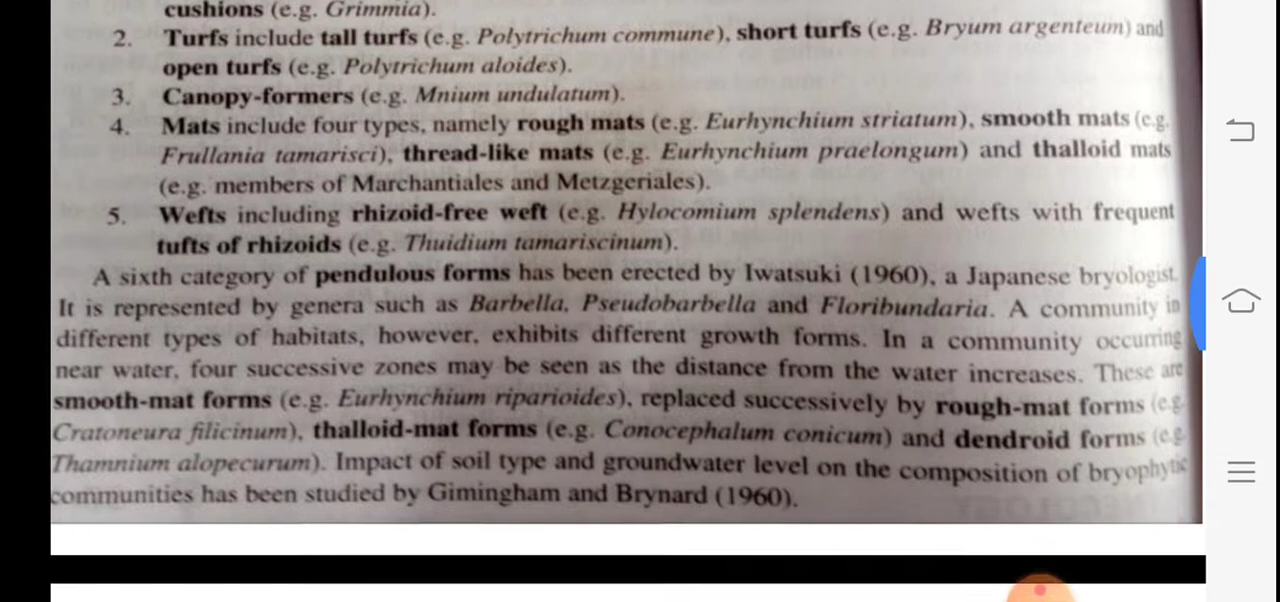 cushions (e.g. Grimmia).
2. Turfs include tall turfs (e.g. Polytrichum commune), short turfs (e.g. Bryum argenteum) and
open turfs (e.g. Polytrichum aloides).
3. Canopy-formers (e.g. Mnium undulatum).
4. Mats include four types, namely rough mats (e.g. Eurhynchium striatum), smooth mats (e.g.
Frullania tamarisci), thread-like mats (e.g. Eurhynchium praelongum) and thalloid mats
(e.g. members of Marchantiales and Metzgeriales).
5. Wefts including rhizoid-free weft (e.g. Hylocomium splendens) and wefts with frequent
tufts of rhizoids (e.g. Thuidium tamariscinum).
A sixth category of pendulous forms has been erected by Iwatsuki (1960), a Japanese bryologist.
It is represented by genera such as Barbella, Pseudobarbella and Floribundaria. A community in
different types of habitats, however, exhibits different growth forms. In a community occurring
near water, four successive zones may be seen as the distance from the water increases. These are
smooth-mat forms (e.g. Eurhynchium riparioides), replaced successively by rough-mat forms (e.g.
Cratoneura filicinum), thalloid-mat forms (e.g. Conocephalum conicum) and dendroid forms (e.g.
Thamnium alopecurum). Impact of soil type and groundwater level on the composition of bryophytic
communities has been studied by Gimingham and Brynard (1960).